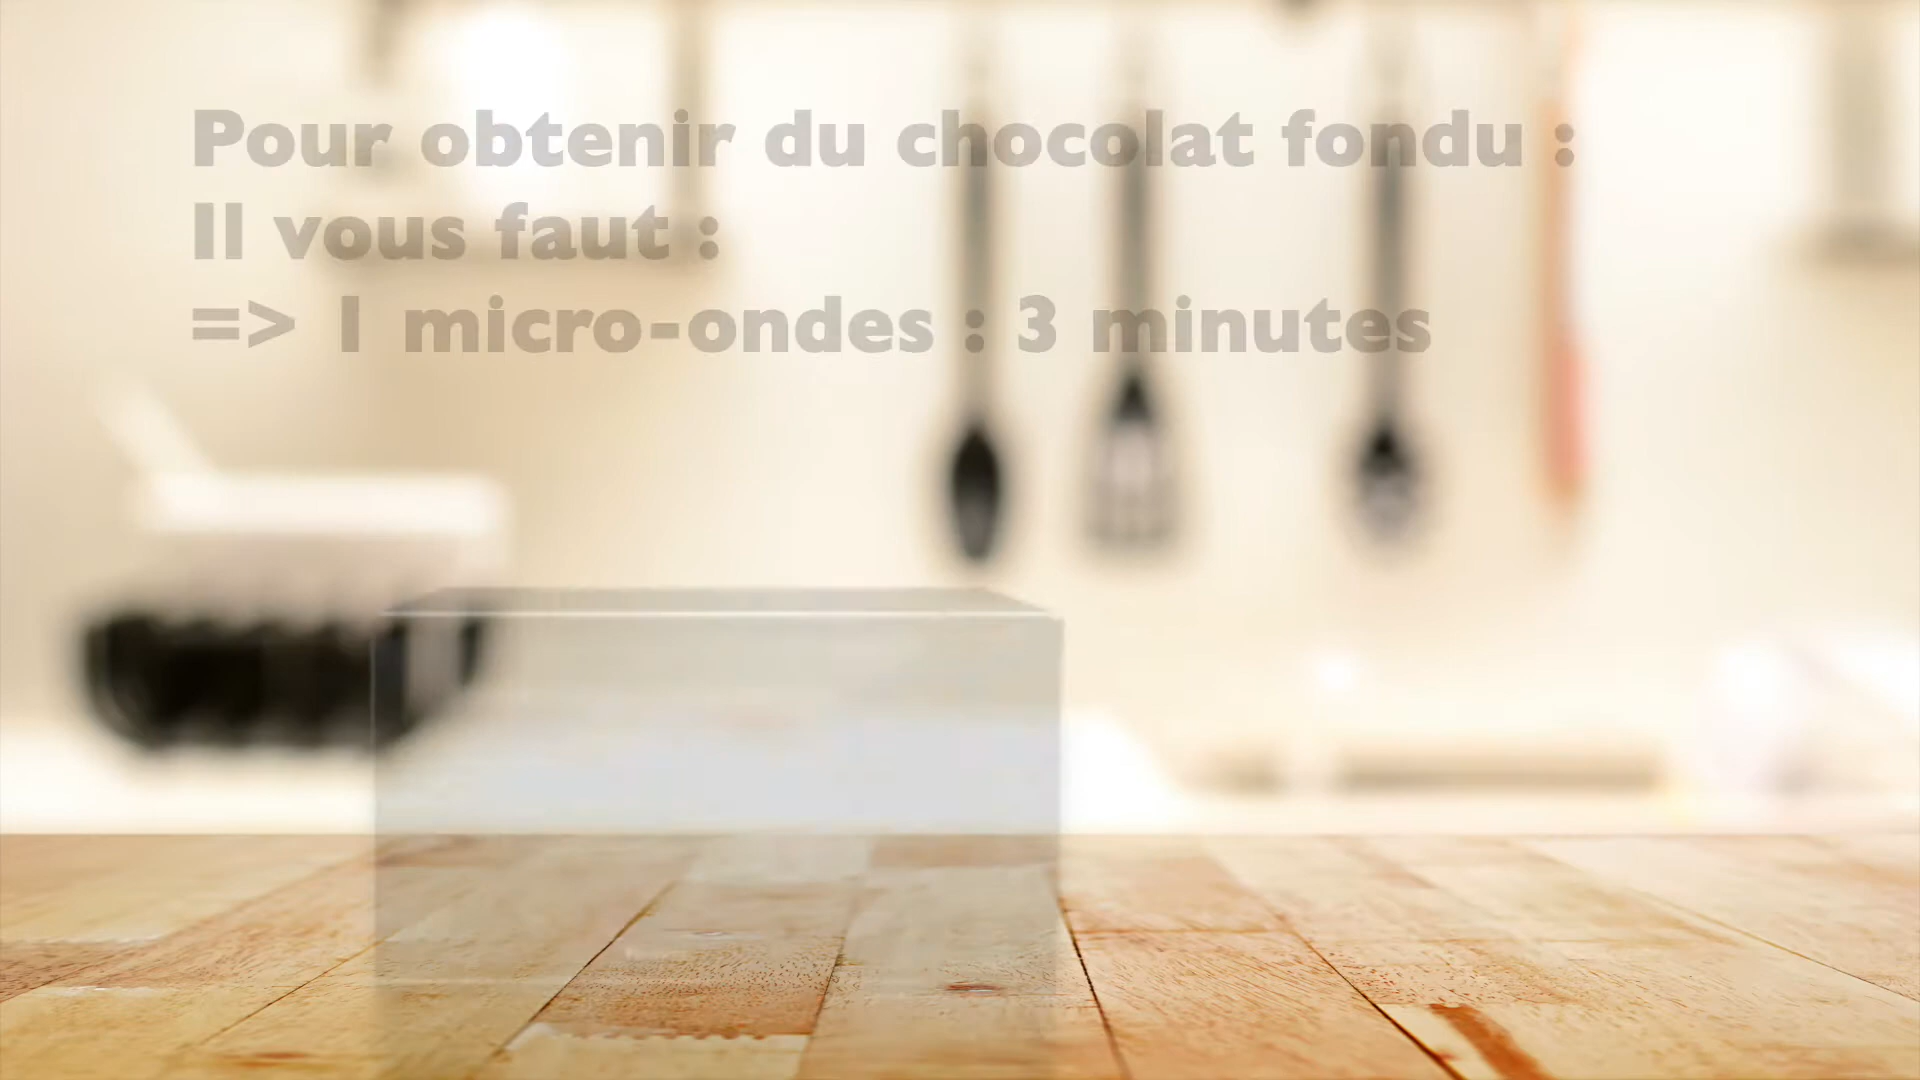 Pour obtenir du chocolat fondu :
Il vous faut :
=> 1 micro-ondes : 3 minutes